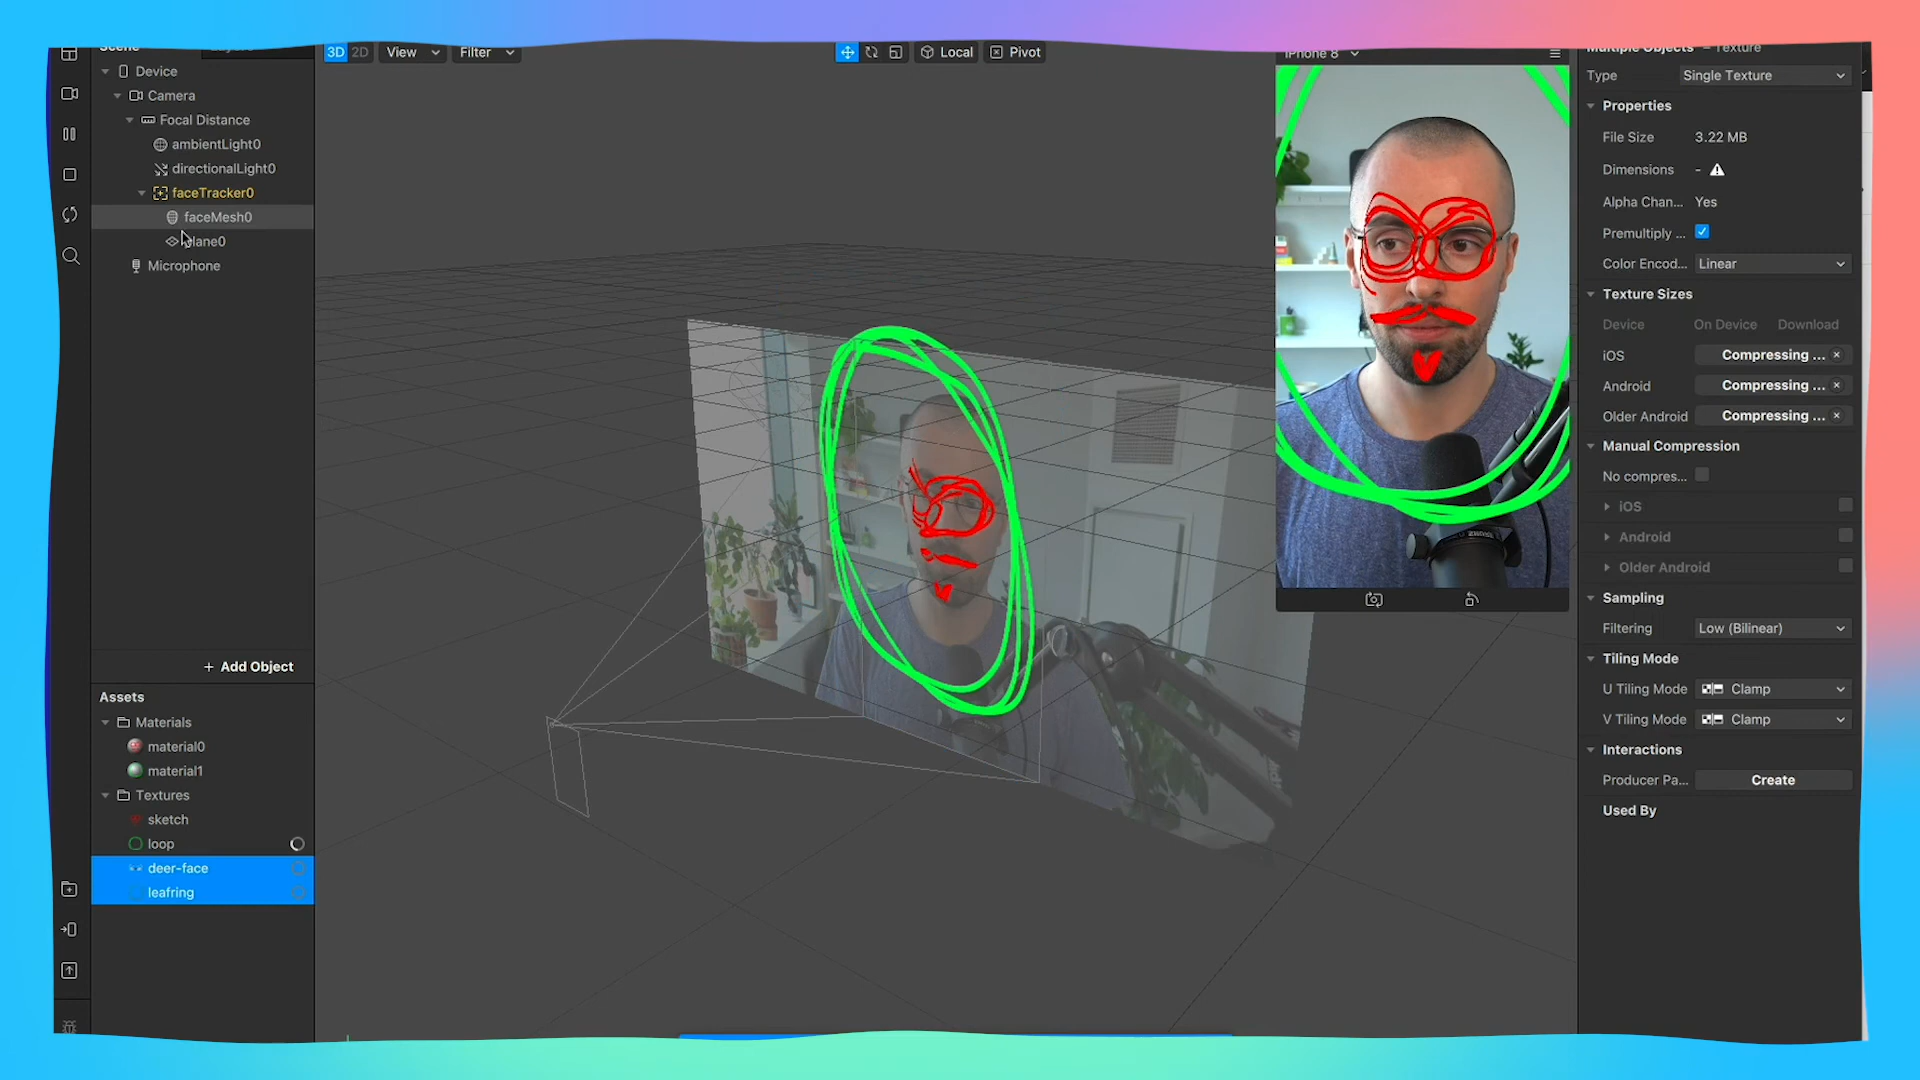 Scene
3D 2D View Filter Local Pivot
iPhone 8
Multiple Objects – Texture
Device
Camera
Focal Distance
ambientLight0
directionalLight0
faceTracker0
faceMesh0
plane0
Microphone
+ Add Object
Assets
Materials
material0
material1
Textures
sketch
loop
deer-face
leafring
Type Single Texture
Properties
File Size 3.22 MB
Dimensions -
Alpha Chan... Yes
Premultiply ...
Color Encod... Linear
Texture Sizes
Device On Device Download
iOS Compressing ... ×
Android Compressing ... ×
Older Android Compressing ... ×
Manual Compression
No compres...
iOS
Android
Older Android
Sampling
Filtering Low (Bilinear)
Tiling Mode
U Tiling Mode Clamp
V Tiling Mode Clamp
Interactions
Producer Pa... Create
Used By